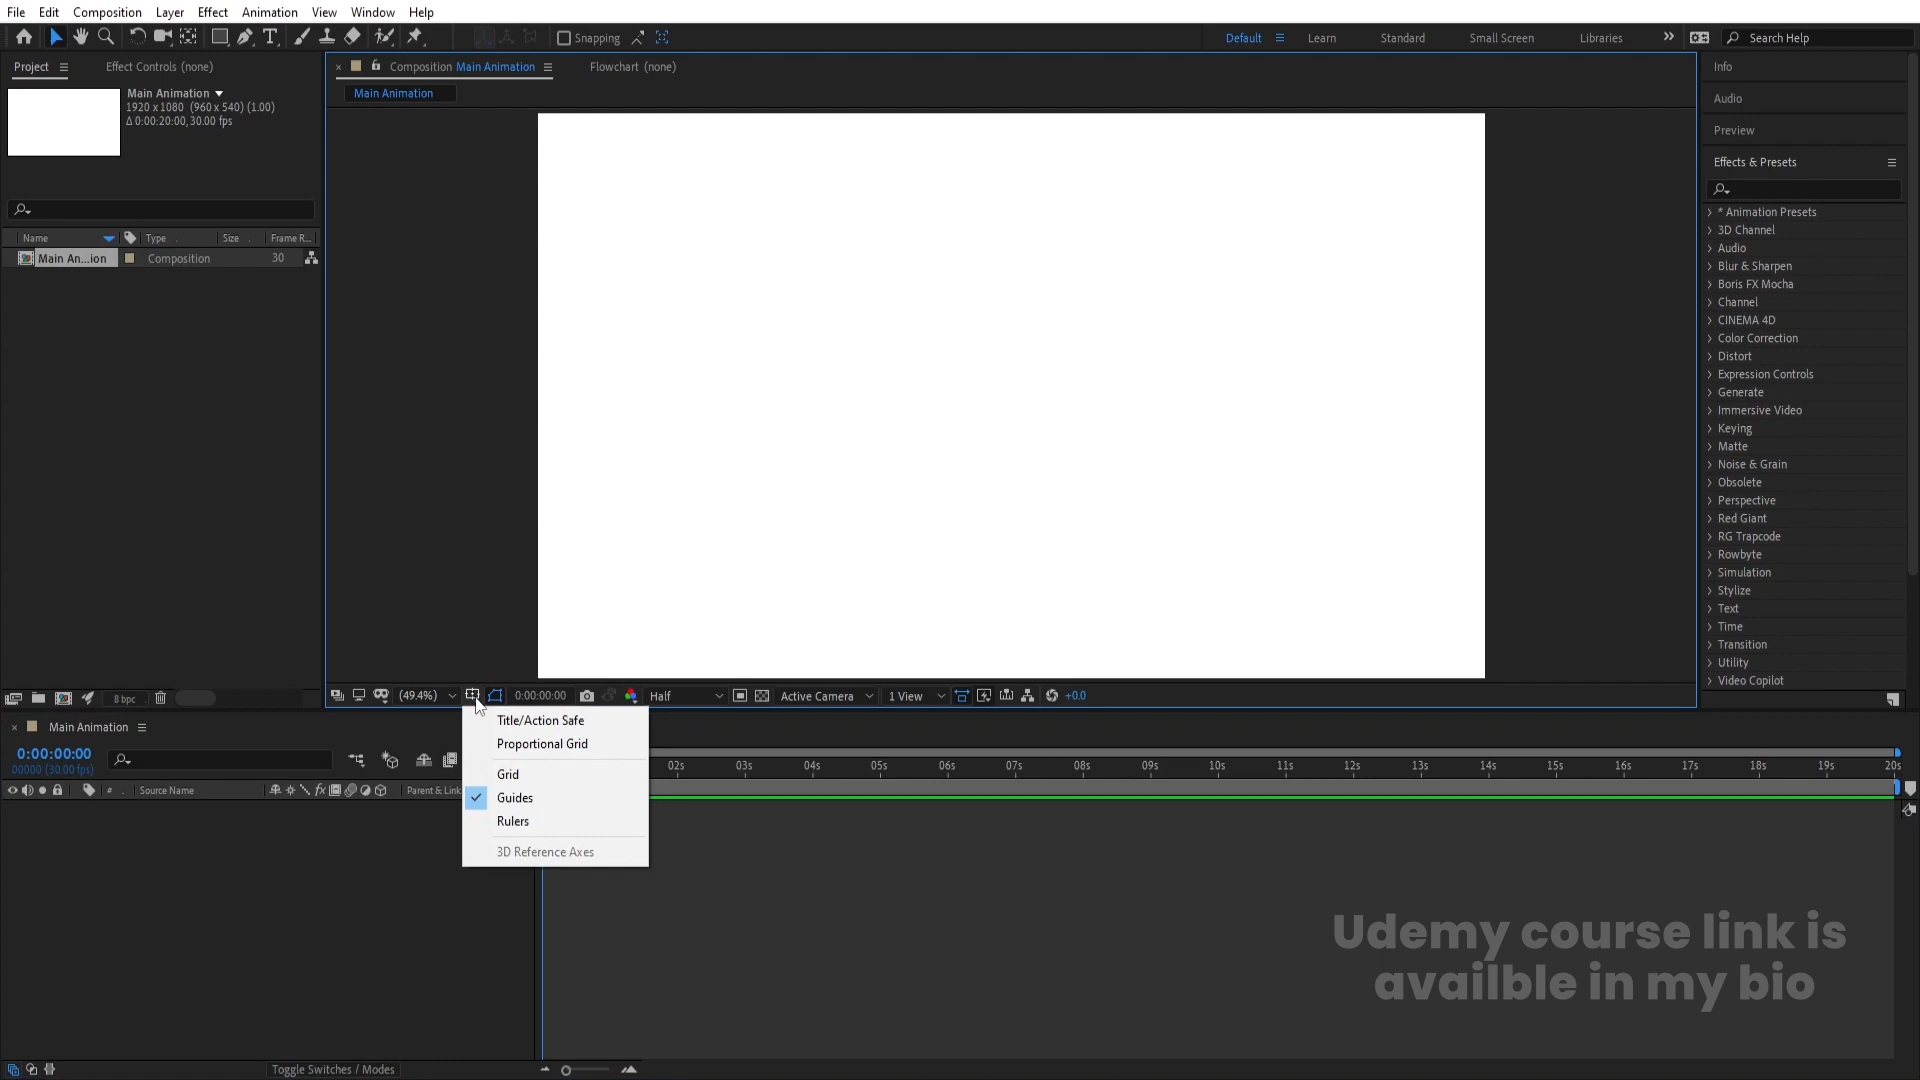 File Edit Composition Layer Effect Animation View Window Help
Snapping Default Learn Standard Small Screen Libraries Search Help
Project Effect Controls (none) Composition Main Animation Flowchart (none) Info
Main Animation
1920 x 1080 (960 x 540) (1.00)
Δ 0:00:20:00, 30.00 fps
Main Animation
Audio
Preview
Effects & Presets
Name Type Size Frame R...
Main An...ion Composition 30
* Animation Presets
3D Channel
Audio
Blur & Sharpen
Boris FX Mocha
Channel
CINEMA 4D
Color Correction
Distort
Expression Controls
Generate
Immersive Video
Keying
Matte
Noise & Grain
Obsolete
Perspective
Red Giant
RG Trapcode
Rowbyte
Simulation
Stylize
Text
Time
Transition
Utility
Video Copilot
8 bpc (49.4%) 0:00:00:00 Half Active Camera 1 View +0.0
Title/Action Safe
Proportional Grid
Grid
Guides
Rulers
3D Reference Axes
Main Animation
0:00:00:00
00000 (30.00 fps)
02s 03s 04s 05s 06s 07s 08s 09s 10s 11s 12s 13s 14s 15s 16s 17s 18s 19s 20s
# Source Name fx Parent & Link
Udemy course link is
availble in my bio
Toggle Switches / Modes